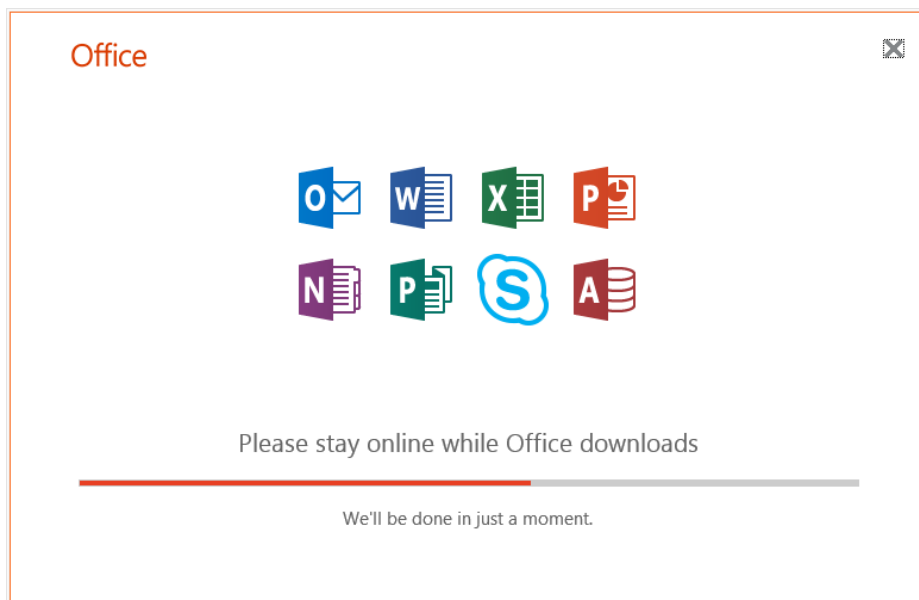 Office
O W X P
N P S A
Please stay online while Office downloads
We'll be done in just a moment.